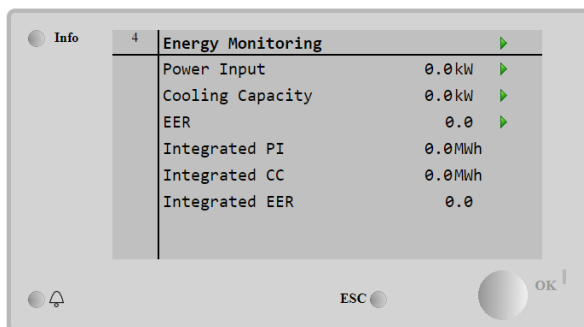 Info
4 Energy Monitoring
Power Input 0.0kW
Cooling Capacity 0.0kW
EER 0.0
Integrated PI 0.0MWh
Integrated CC 0.0MWh
Integrated EER 0.0
ESC OK